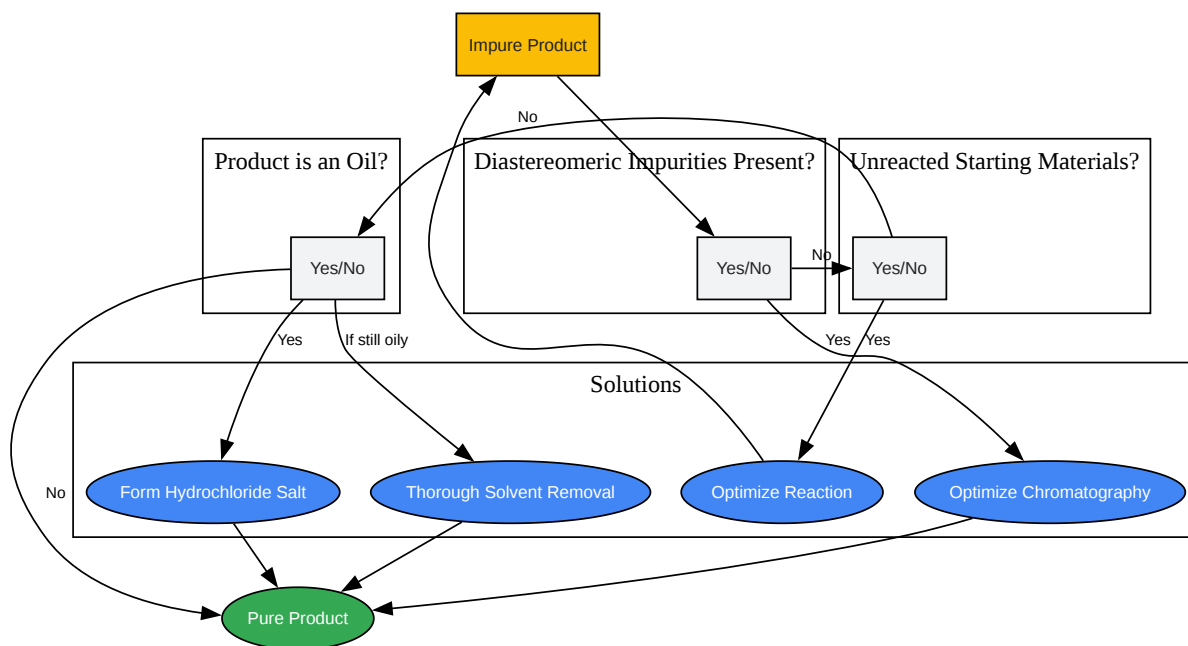 Impure Product
No
Product is an Oil?
Diastereomeric Impurities Present?
Unreacted Starting Materials?
Yes/No
Yes/No
No
Yes/No
Yes
If still oily
Yes
Yes
Solutions
Form Hydrochloride Salt
Thorough Solvent Removal
Optimize Reaction
Optimize Chromatography
No
Pure Product